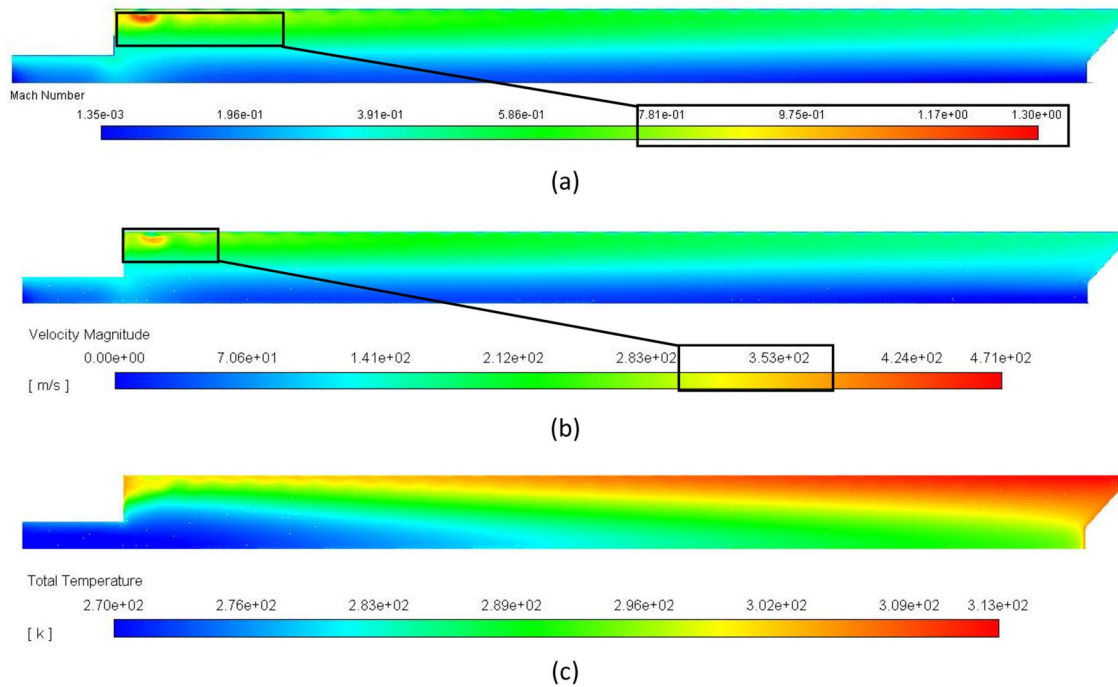 Mach Number
1.35e-03 1.96e-01 3.91e-01 5.86e-01 7.81e-01 9.75e-01 1.17e+00 1.30e+00
(a)
Velocity Magnitude
0.00e+00 7.06e+01 1.41e+02 2.12e+02 2.83e+02 3.53e+02 4.24e+02 4.71e+02
[ m/s ]
(b)
Total Temperature
2.70e+02 2.76e+02 2.83e+02 2.89e+02 2.96e+02 3.02e+02 3.09e+02 3.13e+02
[ k ]
(c)